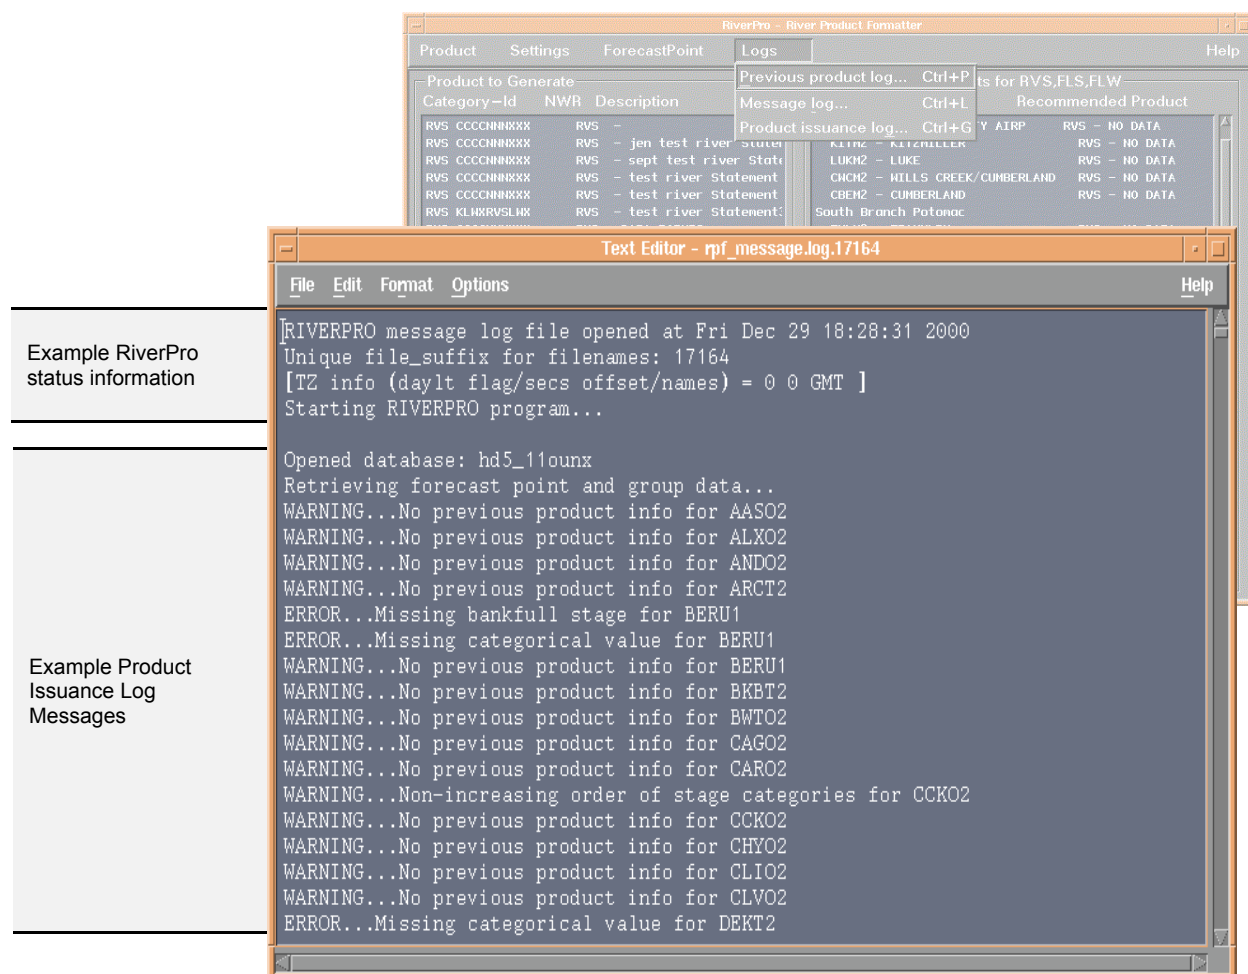 RiverPro - River Product Formatter
Product Settings ForecastPoint Logs Help
Previous product log... Ctrl+P
Message log... Ctrl+L
Product issuance log... Ctrl+G
Product to Generate
Category-Id NWR Description
RVS CCCCNNNXXX RVS -
RVS CCCCNNNXXX RVS - jen test river
RVS CCCCNNNXXX RVS - sept test river State
RVS CCCCNNNXXX RVS - test river Statement
RVS CCCCNNNXXX RVS - test river Statement
RVS KLWXRVSLWX RVS - test river Statement
for RVS,FLS,FLW
Recommended Product
AIRP RVS - NO DATA
KITM2 - KITZMILLER RVS - NO DATA
LUKM2 - LUKE RVS - NO DATA
CWCM2 - WILLS CREEK/CUMBERLAND RVS - NO DATA
CBEM2 - CUMBERLAND RVS - NO DATA
South Branch Potomac
Text Editor - rpf_message.log.17164
File Edit Format Options Help
Example RiverPro
status information
RIVERPRO message log file opened at Fri Dec 29 18:28:31 2000
Unique file_suffix for filenames: 17164
[TZ info (daylt flag/secs offset/names) = 0 0 GMT ]
Starting RIVERPRO program...
Example Product
Issuance Log
Messages
Opened database: hd5_11ounx
Retrieving forecast point and group data...
WARNING...No previous product info for AASO2
WARNING...No previous product info for ALXO2
WARNING...No previous product info for ANDO2
WARNING...No previous product info for ARCT2
ERROR...Missing bankfull stage for BERU1
ERROR...Missing categorical value for BERU1
WARNING...No previous product info for BERU1
WARNING...No previous product info for BKBT2
WARNING...No previous product info for BWTO2
WARNING...No previous product info for CAGO2
WARNING...No previous product info for CARO2
WARNING...Non-increasing order of stage categories for CCKO2
WARNING...No previous product info for CCKO2
WARNING...No previous product info for CHYO2
WARNING...No previous product info for CLIO2
WARNING...No previous product info for CLVO2
ERROR...Missing categorical value for DEKT2